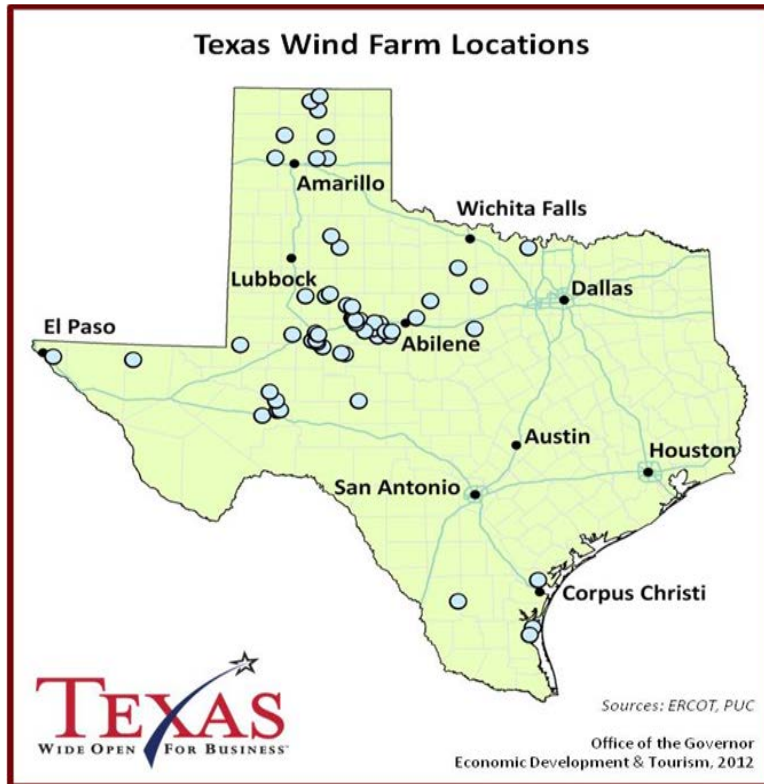 Texas Wind Farm Locations
Amarillo
Wichita Falls
Lubbock
Dallas
El Paso
Abilene
Austin
Houston
San Antonio
Corpus Christi
TEXAS
WIDE OPEN FOR BUSINESS™
Sources: ERCOT, PUC
Office of the Governor
Economic Development & Tourism, 2012